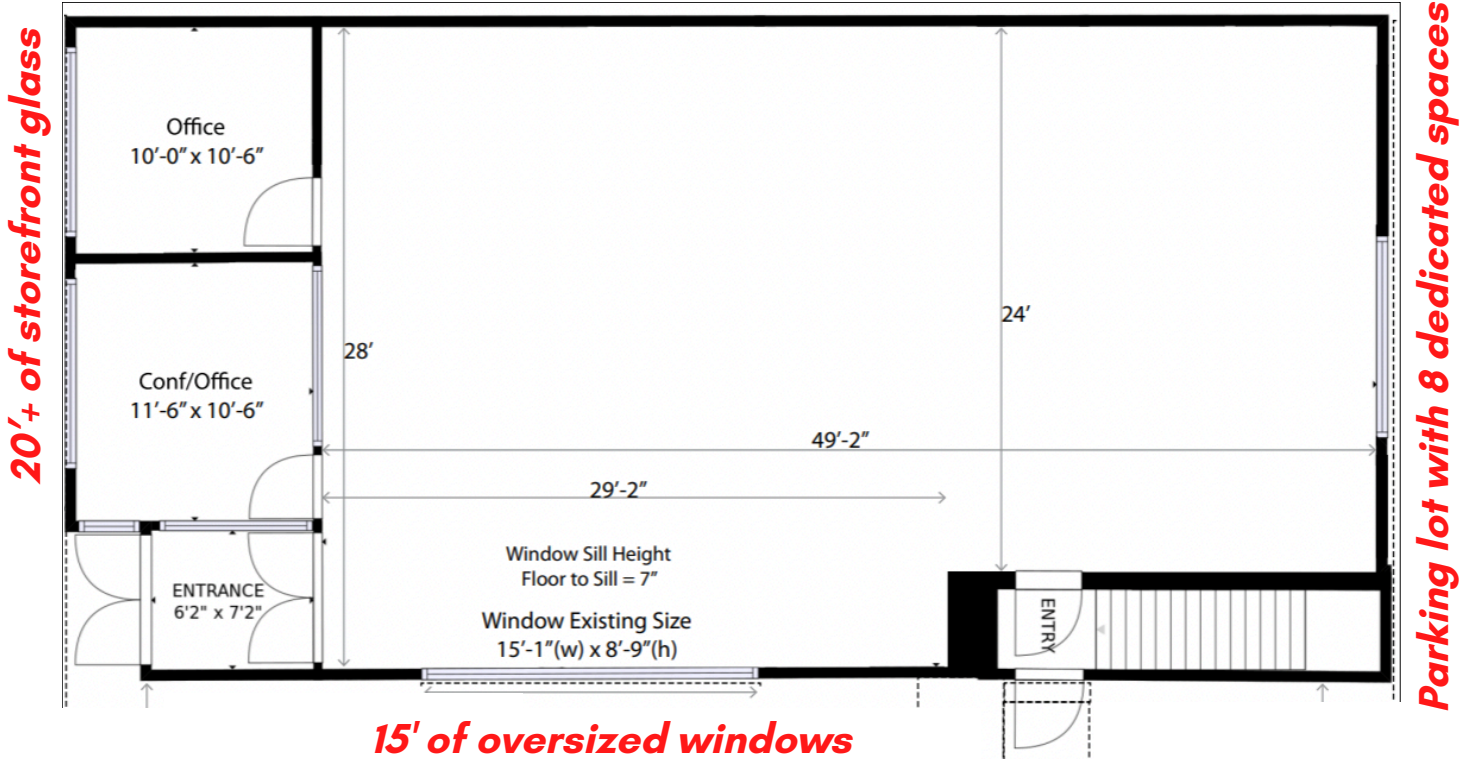 20’+ of storefront glass
Office
10’-0” x 10’-6”
Conf/Office
11’-6” x 10’-6”
ENTRANCE
6'2" x 7'2"
28’
24’
49’-2”
29’-2”
Window Sill Height
Floor to Sill = 7”
Window Existing Size
15’-1”(w) x 8’-9”(h)
ENTRY
15' of oversized windows
Parking lot with 8 dedicated spaces